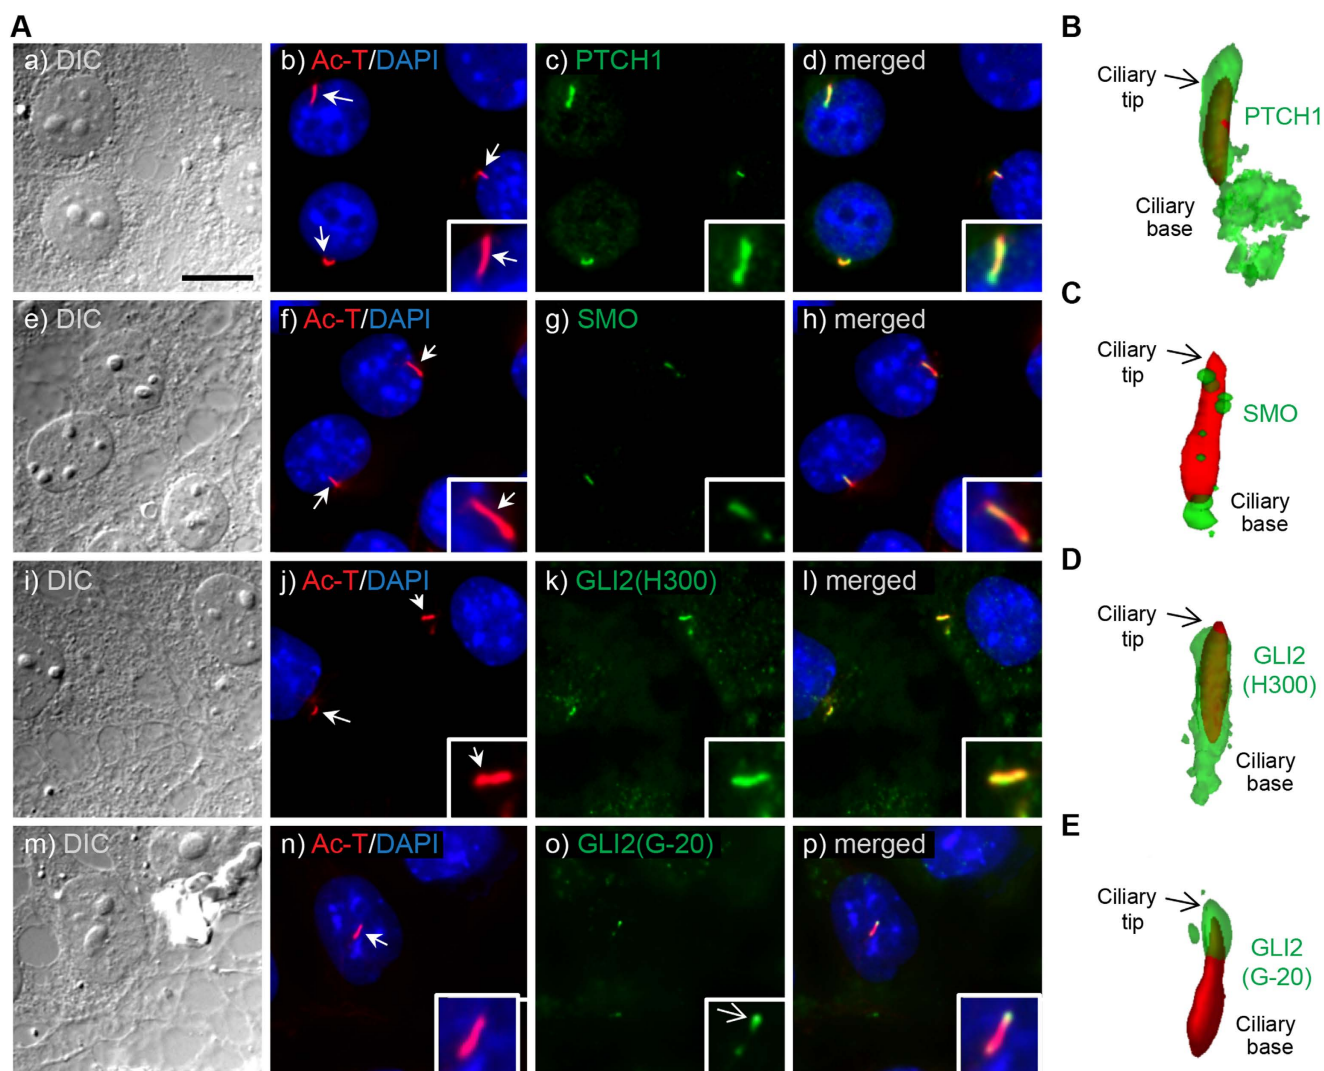 A
a) DIC
b) Ac-T/DAPI
c) PTCH1
d) merged
B
Ciliary
tip
PTCH1
Ciliary
base
e) DIC
f) Ac-T/DAPI
g) SMO
h) merged
C
Ciliary
tip
SMO
Ciliary
base
i) DIC
j) Ac-T/DAPI
k) GLI2(H300)
l) merged
D
Ciliary
tip
GLI2
(H300)
Ciliary
base
m) DIC
n) Ac-T/DAPI
o) GLI2(G-20)
p) merged
E
Ciliary
tip
GLI2
(G-20)
Ciliary
base